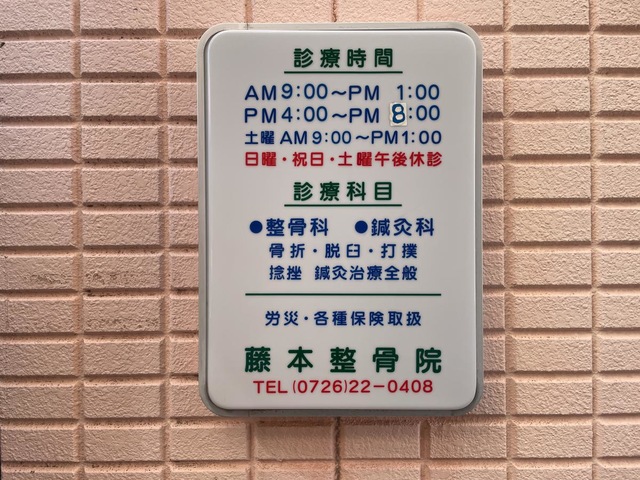 診療時間
AM9:00～PM 1:00
PM4:00～PM 8:00
土曜 AM9:00～PM1:00
日曜・祝日・土曜午後休診
診療科目
●整骨科 ●鍼灸科
骨折・脱臼・打撲
捻挫 鍼灸治療全般
労災・各種保険取扱
藤本整骨院
TEL(0726)22-0408